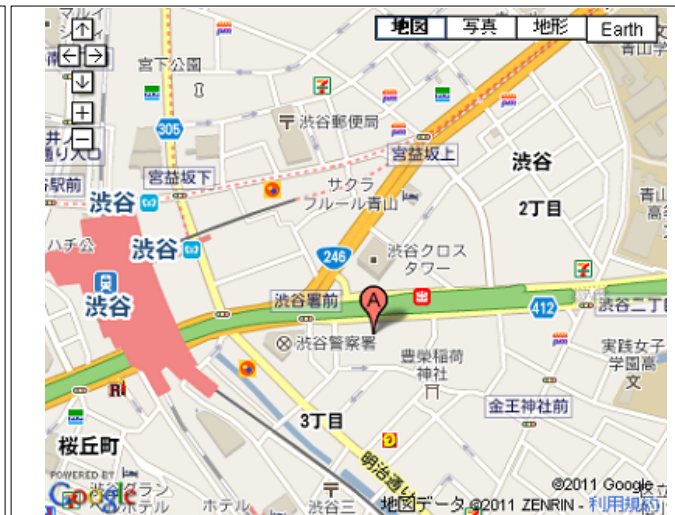 マルイ
シティ
地図
写真
地形
Earth
宮下公園
渋谷郵便局
305
宮益坂上
渋谷
2丁目
宮益坂下
サクラ
フルール青山
渋谷
ハチ公
渋谷
246
渋谷クロス
タワー
渋谷
渋谷署前
A
出
412
渋谷二丁目
渋谷警察署
豊榮稲荷
神社
実践女子
学園高
文
R
金王神社前
3丁目
桜丘町
明治通り
POWERED BY
Google
ホテル
渋谷三
©2011 Google
地図データ ©2011 ZENRIN - 利用規約